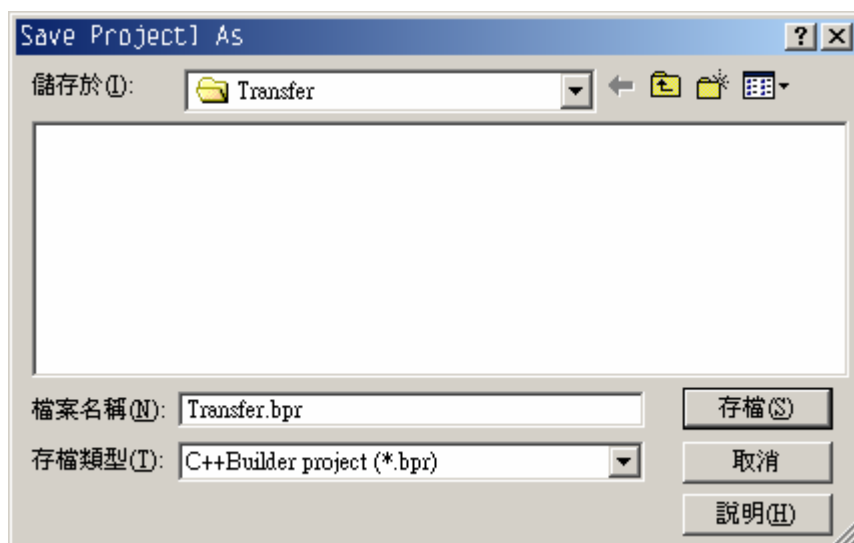 Save Project1 As
儲存於(I):
Transfer
檔案名稱(N):
Transfer.bpr
存檔(S)
存檔類型(T):
C++Builder project (*.bpr)
取消
說明(H)